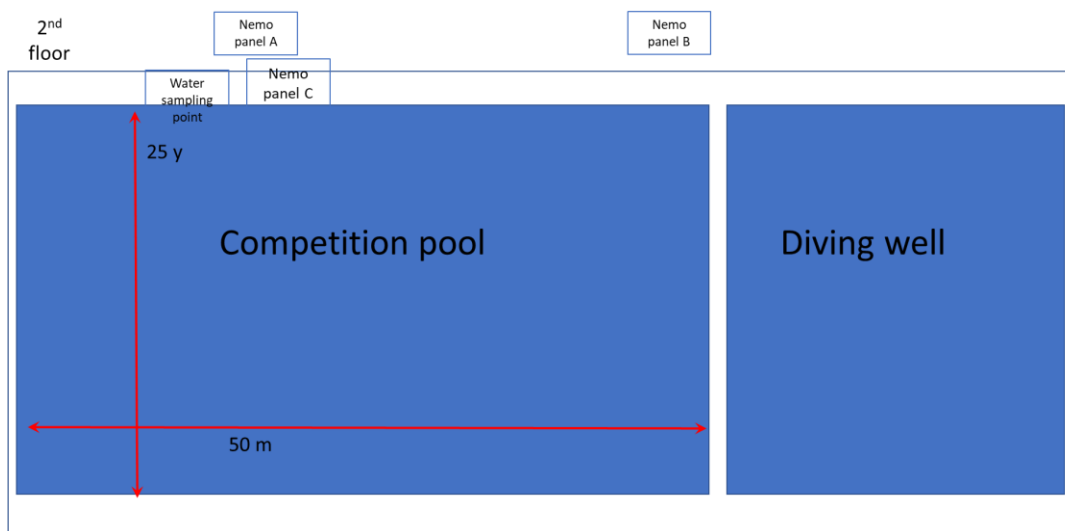 2nd
floor
Nemo
panel A
Nemo
panel B
Water
sampling
point
Nemo
panel C
25 y
Competition pool
Diving well
50 m